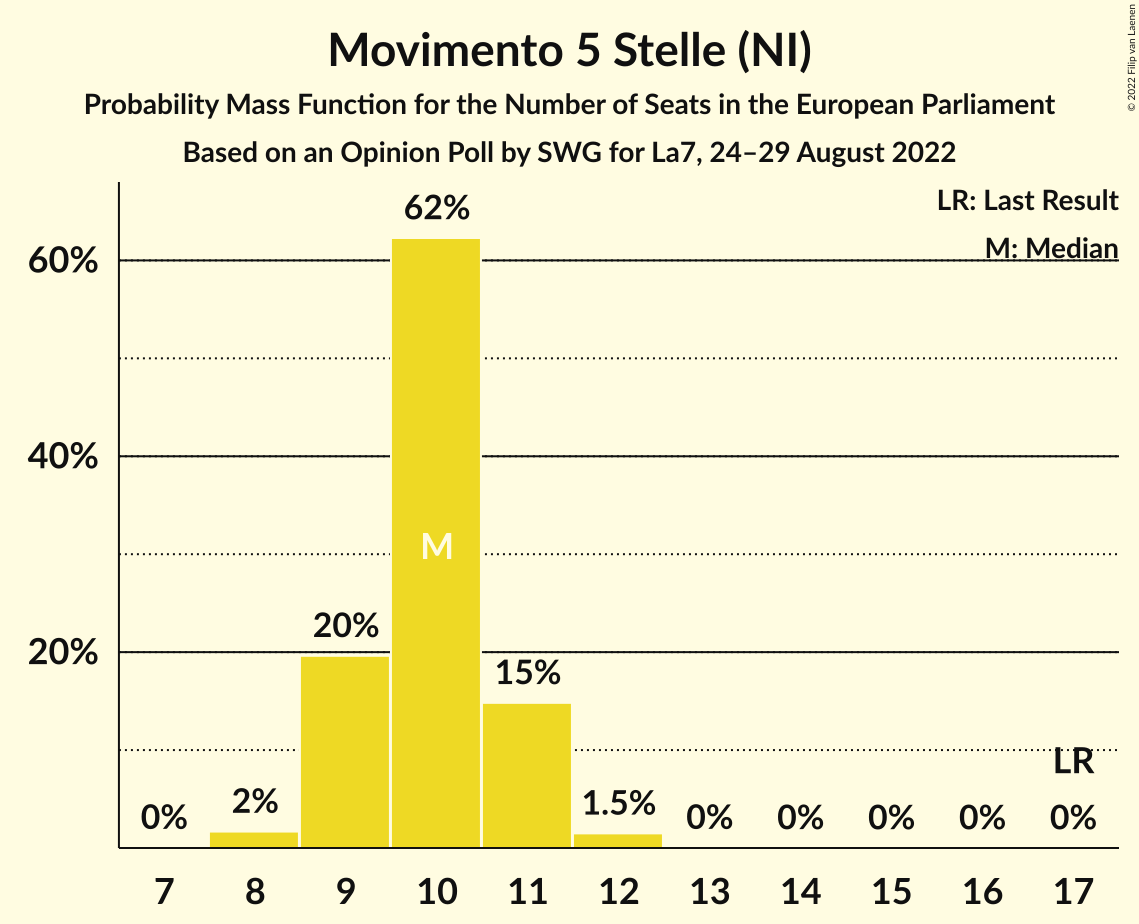 Movimento 5 Stelle (NI)
Probability Mass Function for the Number of Seats in the European Parliament
Based on an Opinion Poll by SWG for La7, 24–29 August 2022
© 2022 Filip van Laenen
LR: Last Result
M: Median
60%
40%
20%
0%
2%
20%
62%
M
15%
1.5%
0%
0%
0%
0%
LR
0%
7 8 9 10 11 12 13 14 15 16 17